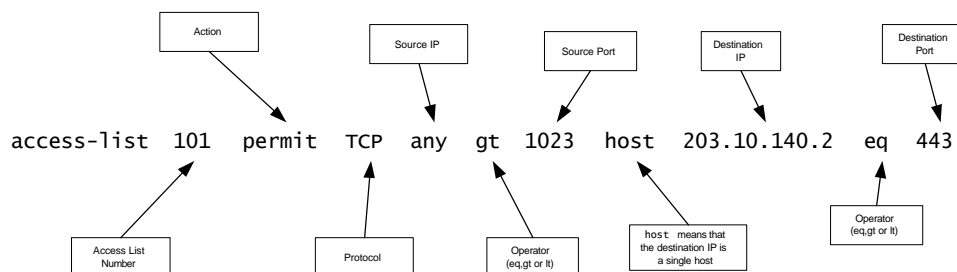 Action
Source IP
Source Port
Destination
IP
Destination
Port
access-list 101 permit TCP any gt 1023 host 203.10.140.2 eq 443
Access List
Number
Protocol
Operator
(eq,gt or lt)
host means that
the destination IP is
a single host
Operator
(eq,gt or lt)